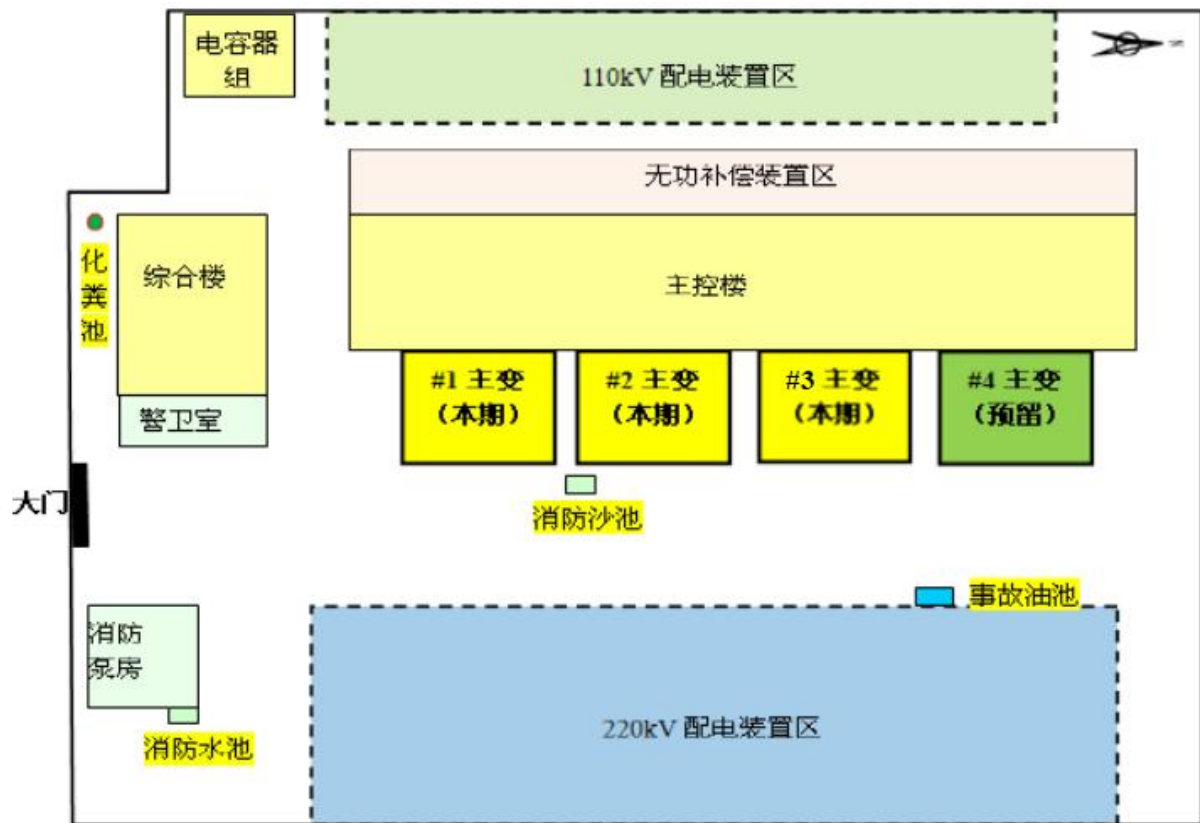 电容器
组
110kV 配电装置区
N
无功补偿装置区
化
粪
池
综合楼
主控楼
警卫室
#1 主变
（本期）
#2 主变
（本期）
#3 主变
（本期）
#4 主变
（预留）
大门
消防沙池
事故油池
消防
泵房
消防水池
220kV 配电装置区